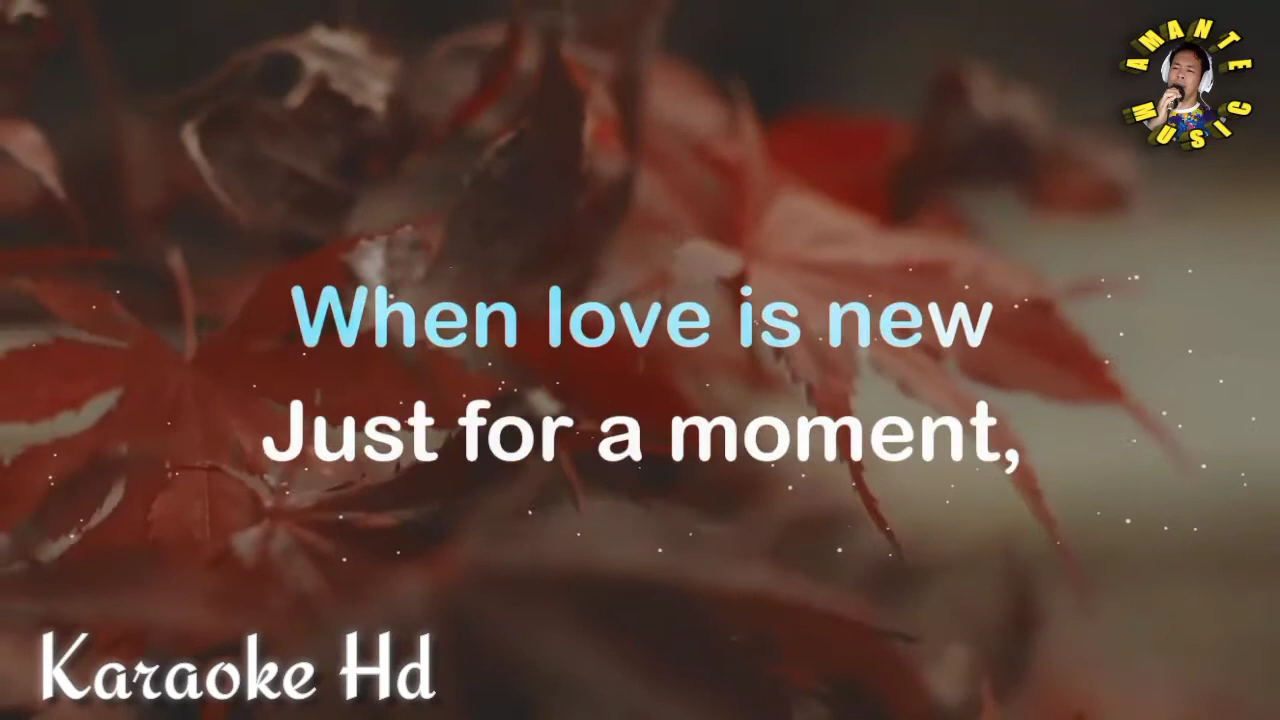 AMANTE
MUSIC
When love is new
Just for a moment,
Karaoke Hd